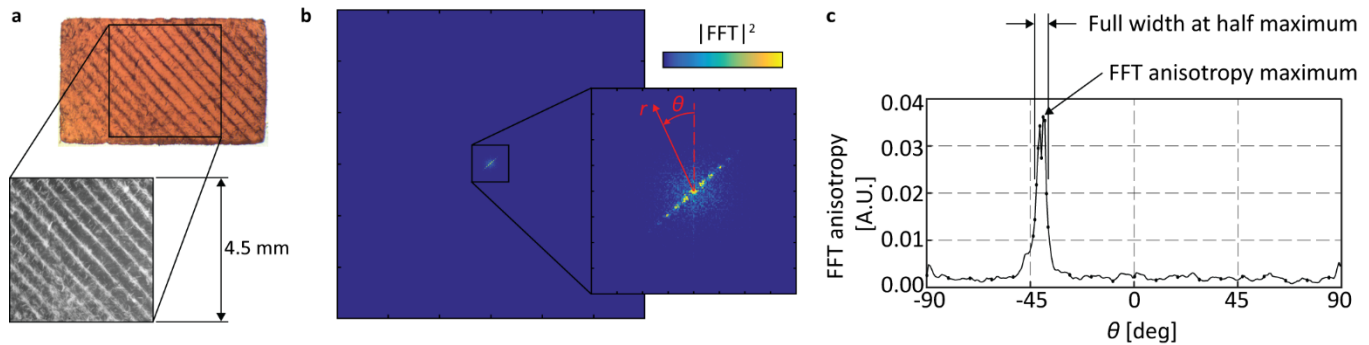 a
4.5 mm
b
|FFT|²
r
θ
c
Full width at half maximum
FFT anisotropy maximum
FFT anisotropy
[A.U.]
0.04
0.03
0.02
0.01
0.00
-90
-45
0
45
90
θ [deg]